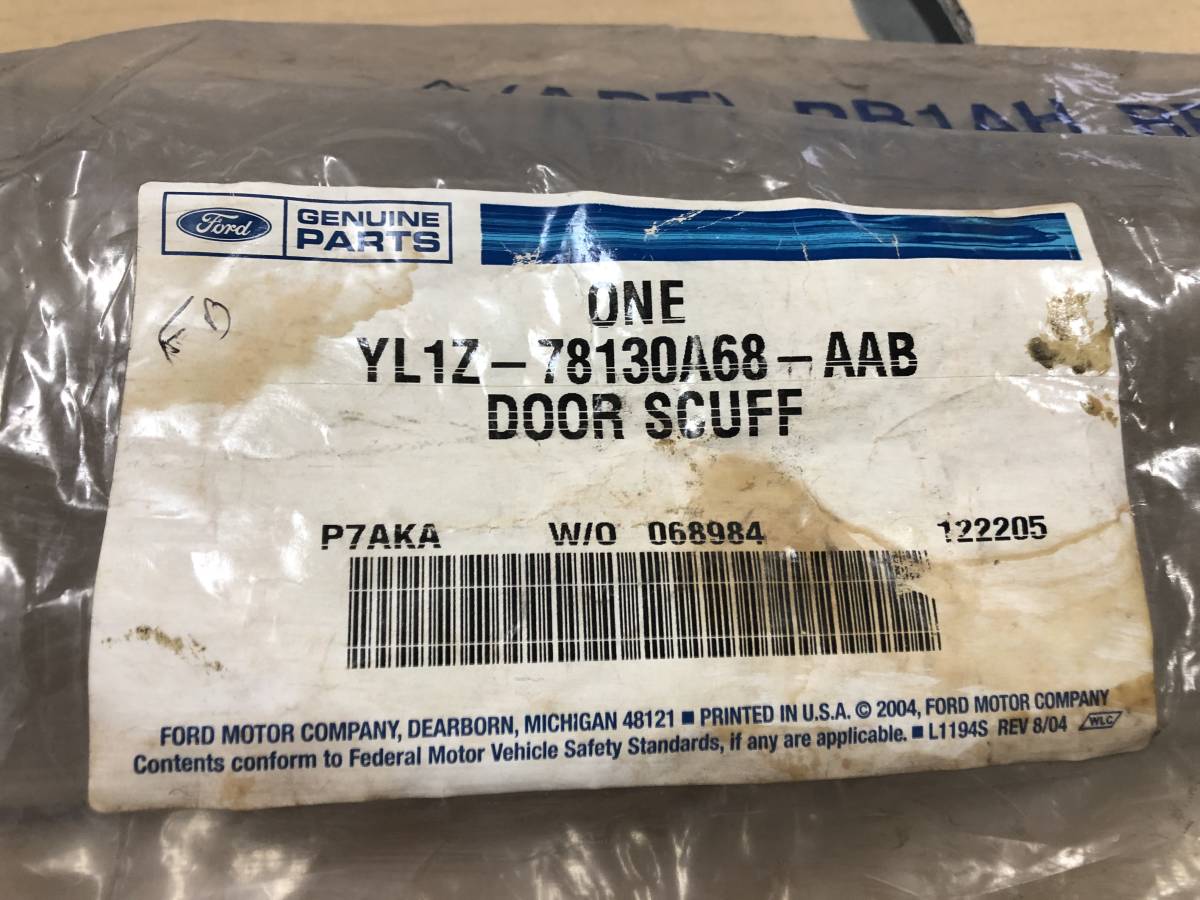 Ford
GENUINE
PARTS
ONE
YL1Z-78130A68-AAB
DOOR SCUFF
P7AKA W/O 068984 122205
FORD MOTOR COMPANY, DEARBORN, MICHIGAN 48121 ■ PRINTED IN U.S.A. © 2004, FORD MOTOR COMPANY
Contents conform to Federal Motor Vehicle Safety Standards, if any are applicable. ■ L1194S REV 8/04 WLC